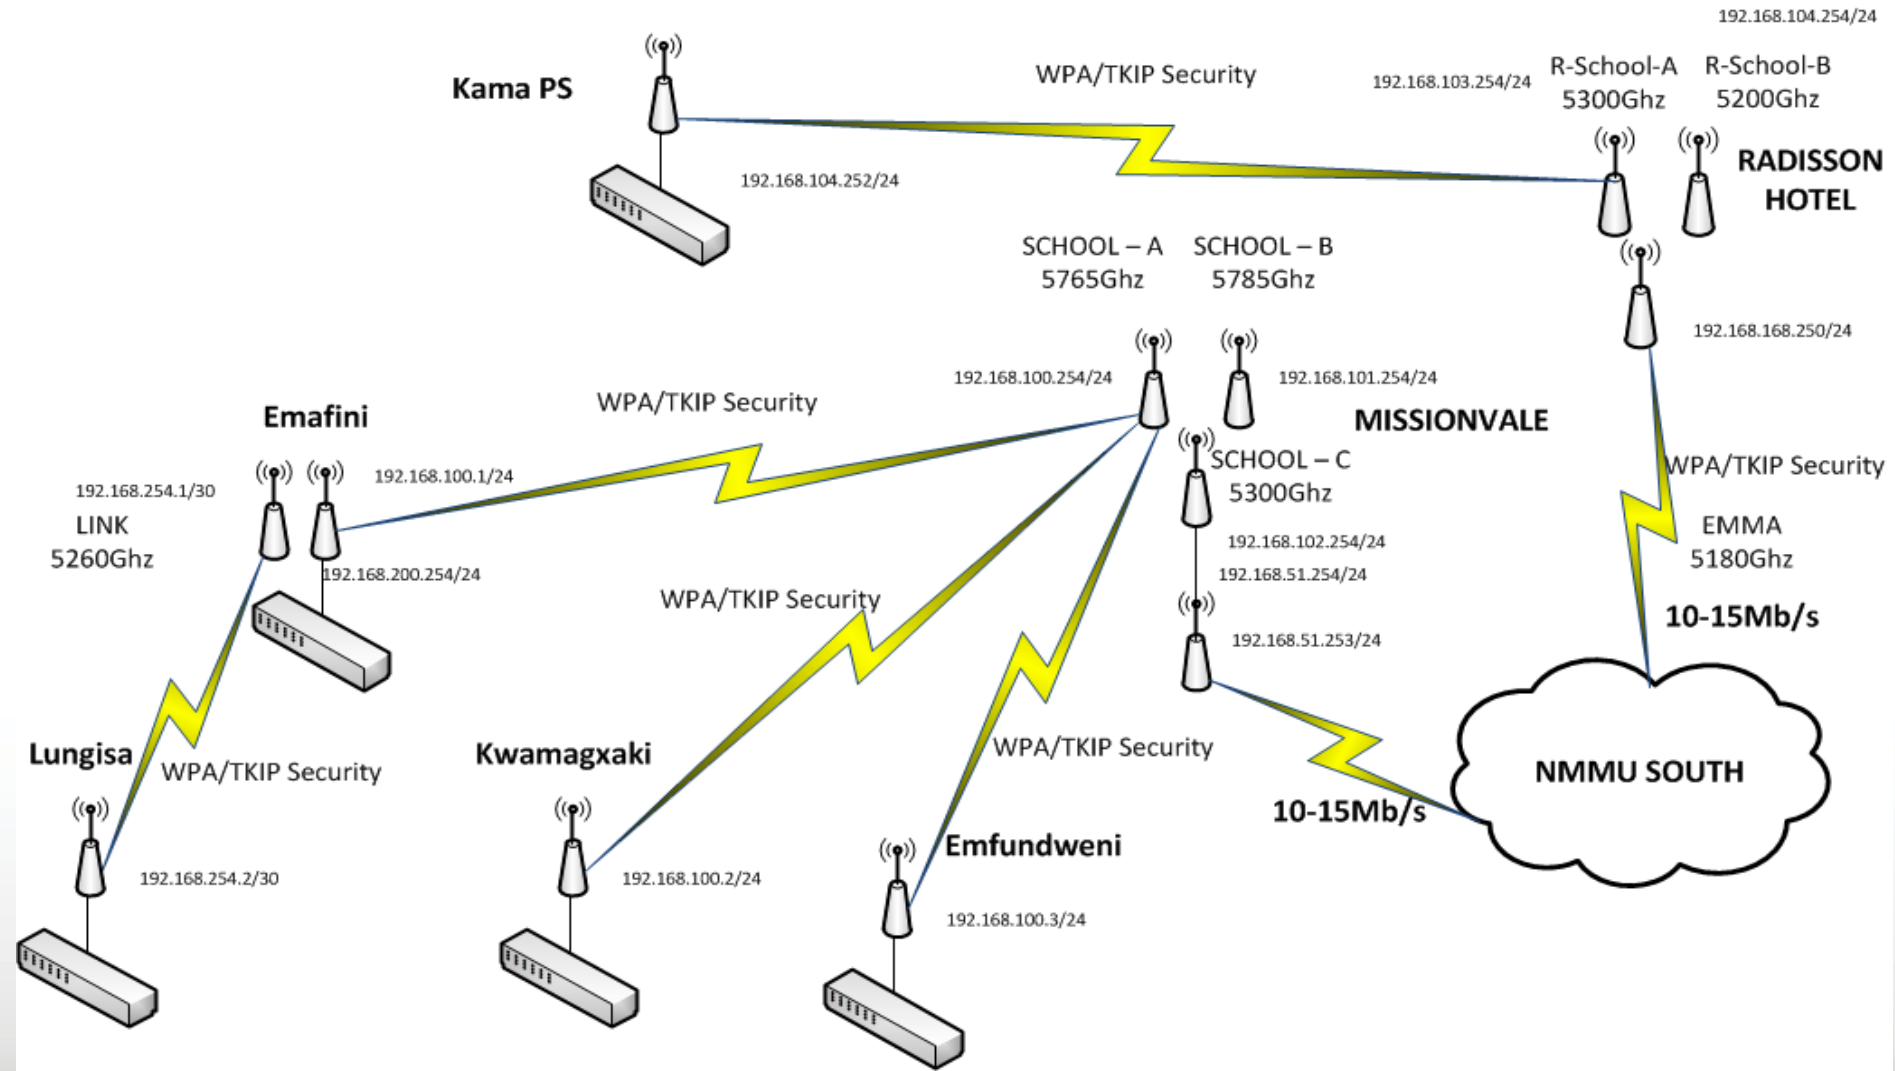 192.168.104.254/24
Kama PS
WPA/TKIP Security
192.168.103.254/24
R-School-A
5300Ghz
R-School-B
5200Ghz
RADISSON
HOTEL
192.168.104.252/24
SCHOOL – A
5765Ghz
SCHOOL – B
5785Ghz
192.168.168.250/24
192.168.100.254/24
192.168.101.254/24
MISSIONVALE
Emafini
WPA/TKIP Security
192.168.254.1/30
LINK
5260Ghz
192.168.100.1/24
192.168.200.254/24
SCHOOL – C
5300Ghz
192.168.102.254/24
192.168.51.254/24
192.168.51.253/24
WPA/TKIP Security
EMMA
5180Ghz
10-15Mb/s
WPA/TKIP Security
Lungisa
WPA/TKIP Security
192.168.254.2/30
Kwamagxaki
192.168.100.2/24
WPA/TKIP Security
Emfundweni
192.168.100.3/24
10-15Mb/s
NMMU SOUTH